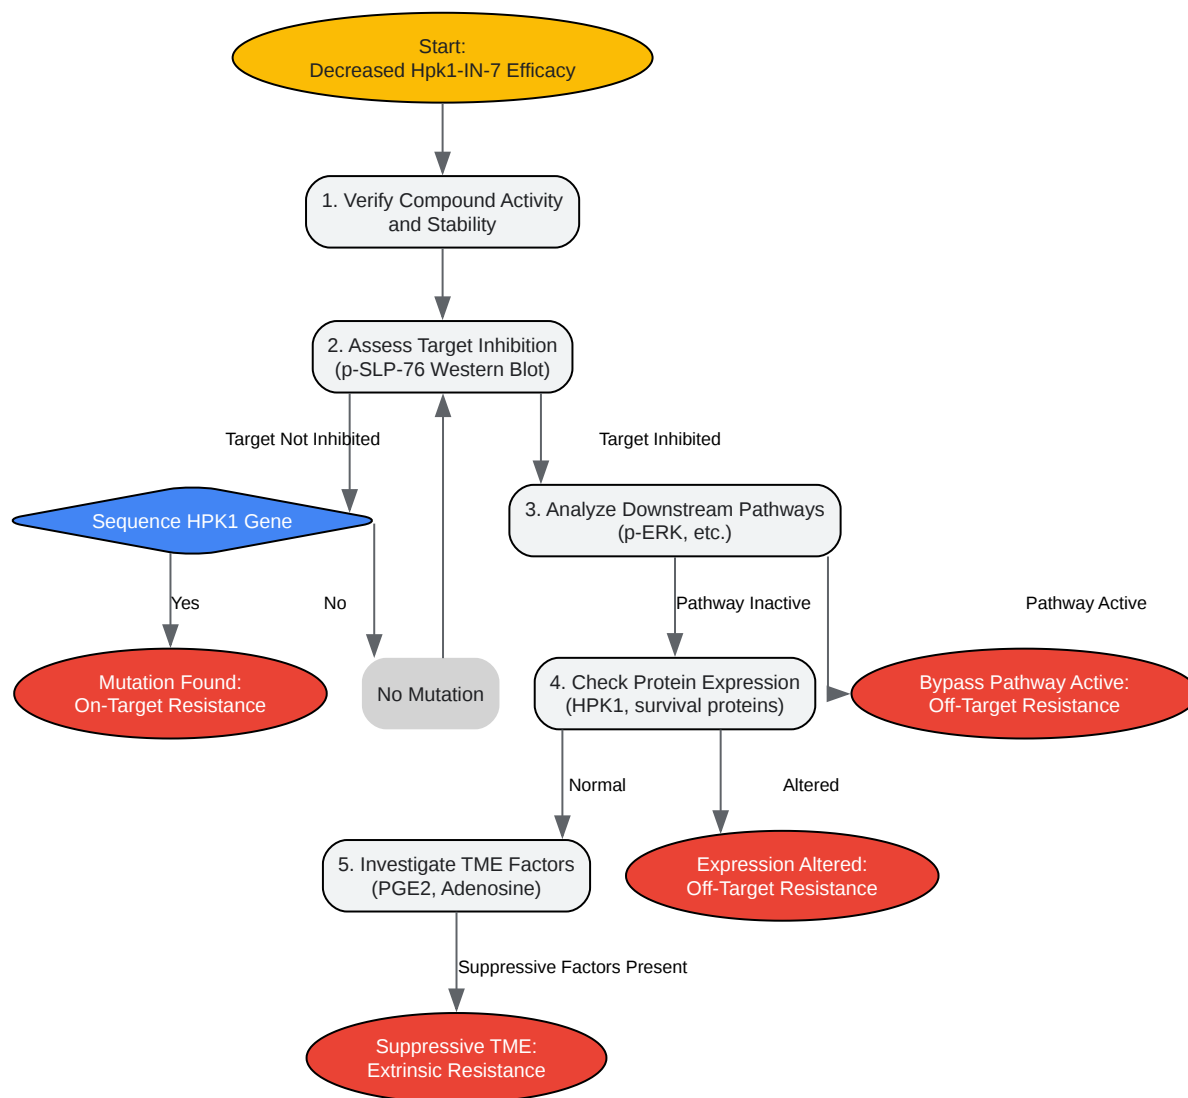 Start:
Decreased Hpk1-IN-7 Efficacy
1. Verify Compound Activity
and Stability
2. Assess Target Inhibition
(p-SLP-76 Western Blot)
Target Not Inhibited
Target Inhibited
Sequence HPK1 Gene
3. Analyze Downstream Pathways
(p-ERK, etc.)
Yes
No
Pathway Inactive
Pathway Active
Mutation Found:
On-Target Resistance
No Mutation
4. Check Protein Expression
(HPK1, survival proteins)
Bypass Pathway Active:
Off-Target Resistance
Normal
Altered
5. Investigate TME Factors
(PGE2, Adenosine)
Expression Altered:
Off-Target Resistance
Suppressive Factors Present
Suppressive TME:
Extrinsic Resistance